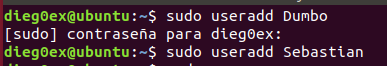 dieg0ex@ubuntu:~$ sudo useradd Dumbo
[sudo] contraseña para dieg0ex:
dieg0ex@ubuntu:~$ sudo useradd Sebastian